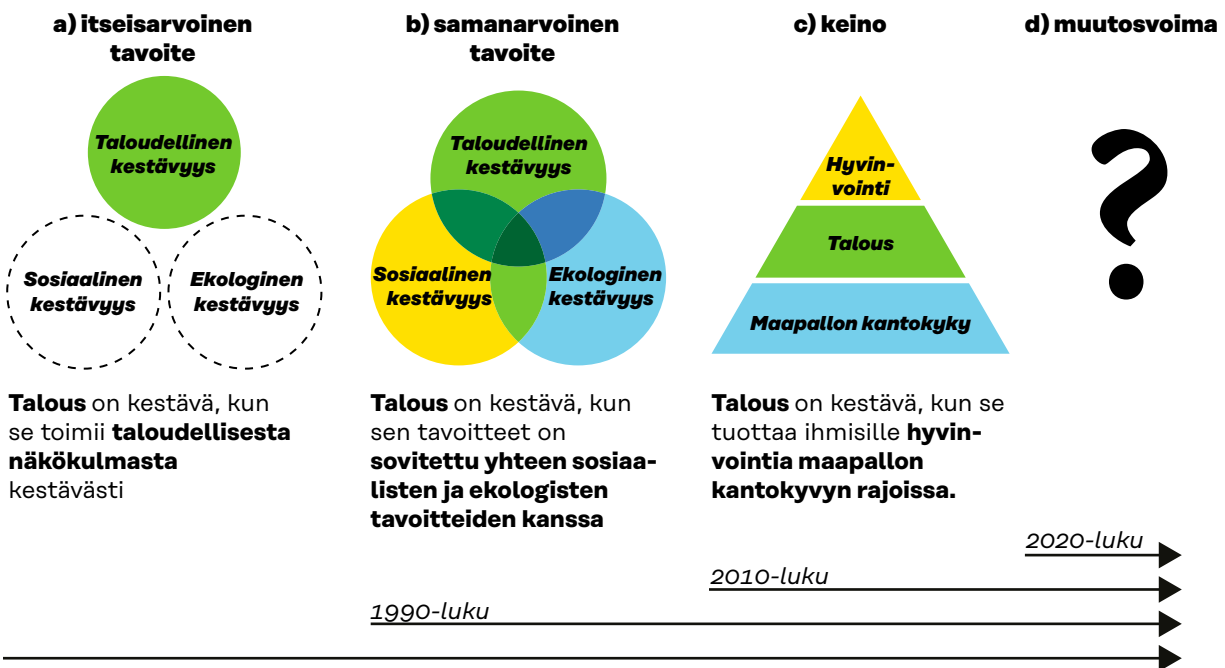 a) itseisarvoinen
tavoite
Taloudellinen
kestävyys
Sosiaalinen
kestävyys
Ekologinen
kestävyys
Talous on kestävä, kun
se toimii taloudellisesta
näkökulmasta
kestävästi
b) samanarvoinen
tavoite
Taloudellinen
kestävyys
Sosiaalinen
kestävyys
Ekologinen
kestävyys
Talous on kestävä, kun
sen tavoitteet on
sovitettu yhteen sosiaa-
listen ja ekologisten
tavoitteiden kanssa
c) keino
Hyvin-
vointi
Talous
Maapallon kantokyky
Talous on kestävä, kun se
tuottaa ihmisille hyvin-
vointia maapallon
kantokyvyn rajoissa.
d) muutosvoima
?
2020-luku
2010-luku
1990-luku